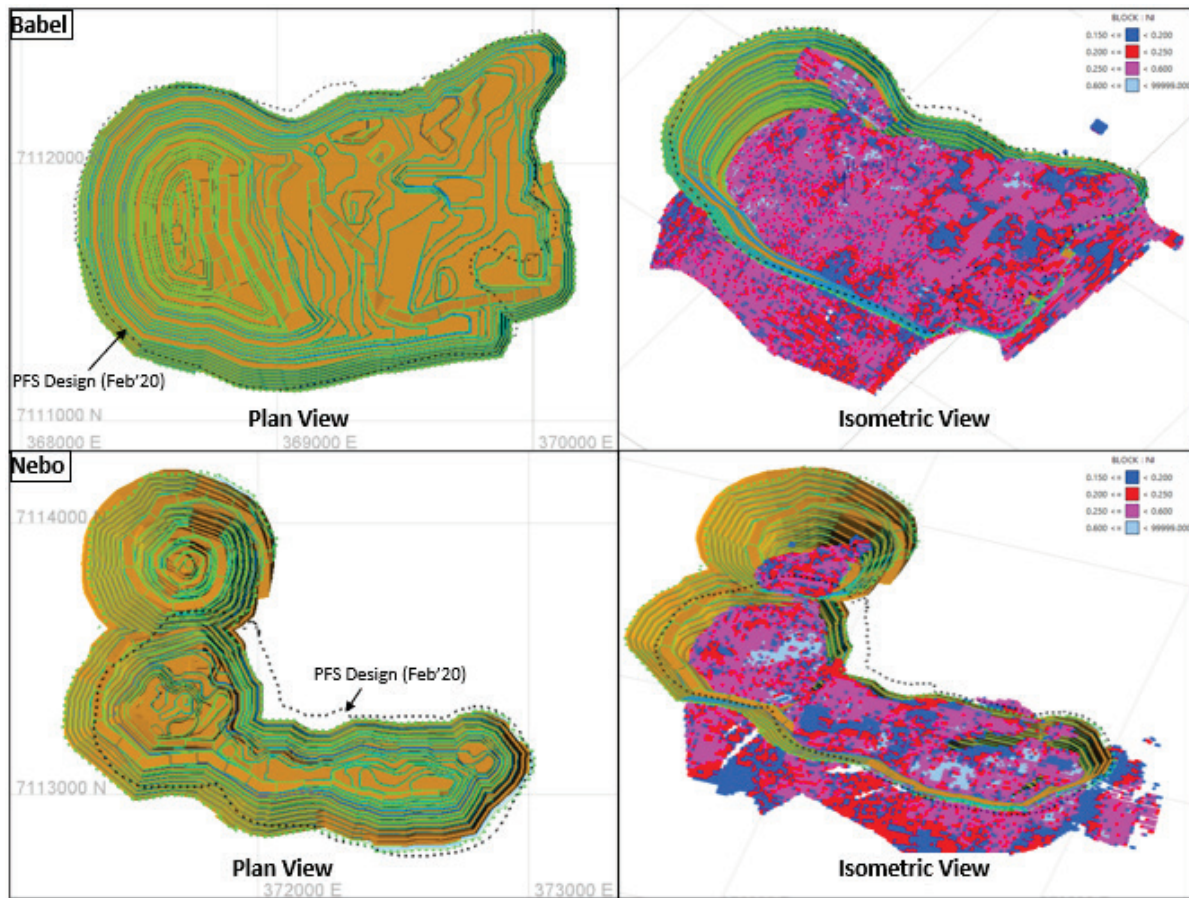 Babel
7112000
PFS Design (Feb'20)
7111000 N
368000 E
369000 E
370000 E
Plan View
BLOCK : NI
0.150 <= < 0.200
0.200 <= < 0.250
0.250 <= < 0.600
0.600 <= < 99999.000
Isometric View
Nebo
7114000 N
PFS Design (Feb'20)
7113000 N
372000 E
373000 E
Plan View
BLOCK : NI
0.150 <= < 0.200
0.200 <= < 0.250
0.250 <= < 0.600
0.600 <= < 99999.000
Isometric View